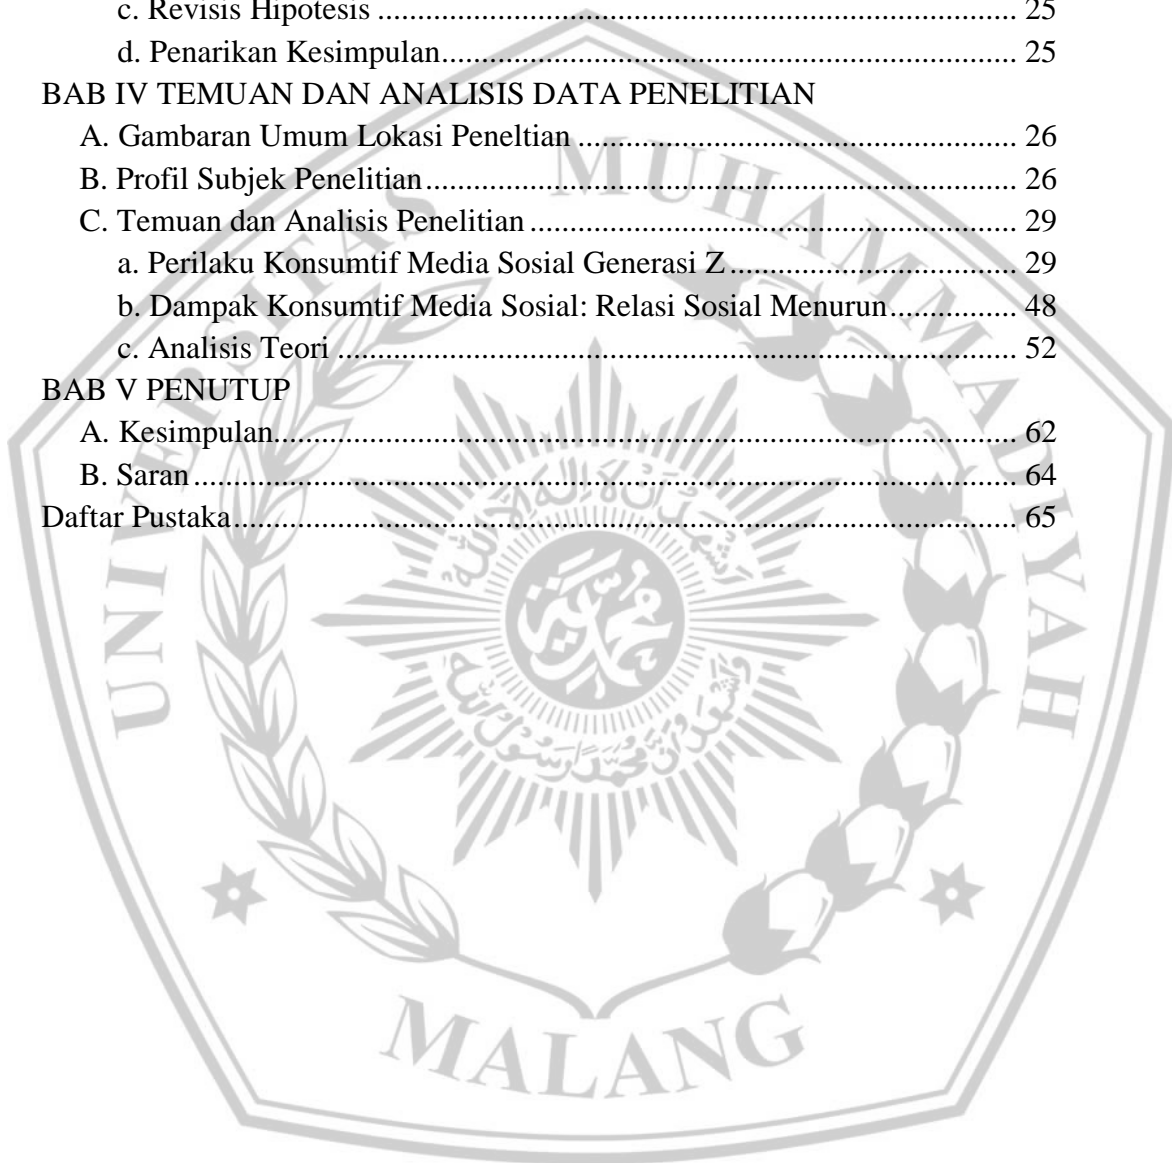 c. Revisis Hipotesis ................................................................................ 25
d. Penarikan Kesimpulan........................................................................ 25
BAB IV TEMUAN DAN ANALISIS DATA PENELITIAN
A. Gambaran Umum Lokasi Peneltian ....................................................... 26
B. Profil Subjek Penelitian.......................................................................... 26
C. Temuan dan Analisis Penelitian ............................................................. 29
a. Perilaku Konsumtif Media Sosial Generasi Z .................................... 29
b. Dampak Konsumtif Media Sosial: Relasi Sosial Menurun................ 48
c. Analisis Teori ..................................................................................... 52
BAB V PENUTUP
A. Kesimpulan............................................................................................. 62
B. Saran ....................................................................................................... 64
Daftar Pustaka.................................................................................................. 65
UNIVERSITAS MUHAMMADIYAH
MALANG